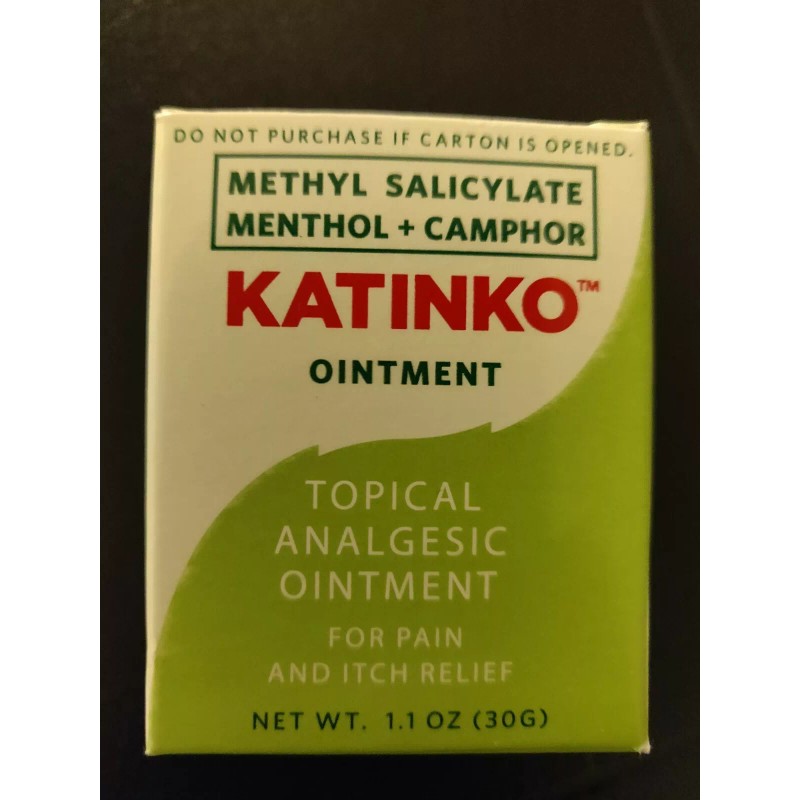 DO NOT PURCHASE IF CARTON IS OPENED.
METHYL SALICYLATE
MENTHOL + CAMPHOR
KATINKO™
OINTMENT
TOPICAL
ANALGESIC
OINTMENT
FOR PAIN
AND ITCH RELIEF
NET WT. 1.1 OZ (30G)